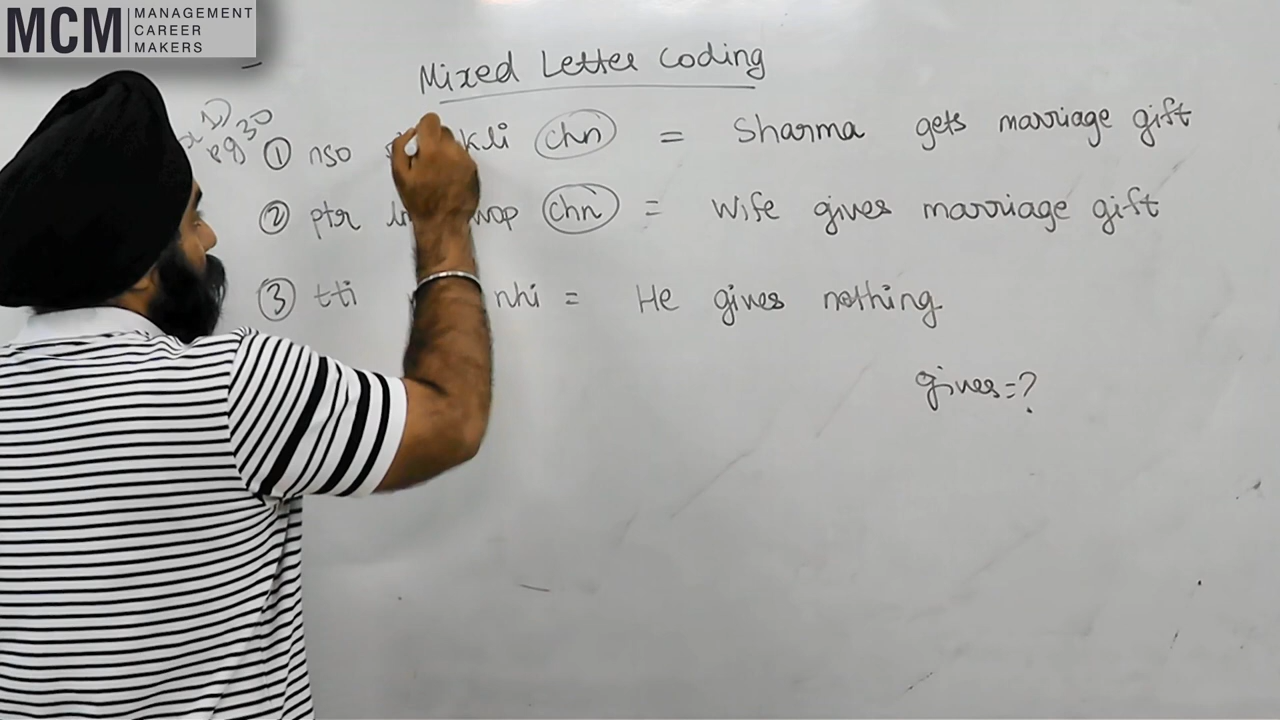 MCM MANAGEMENT
CAREER
MAKERS
Mixed Letter Coding
① nso kli chn = Sharma gets marriage gift
② ptr wop chn = Wife gives marriage gift
③ tti nhi = He gives nothing
gives=?